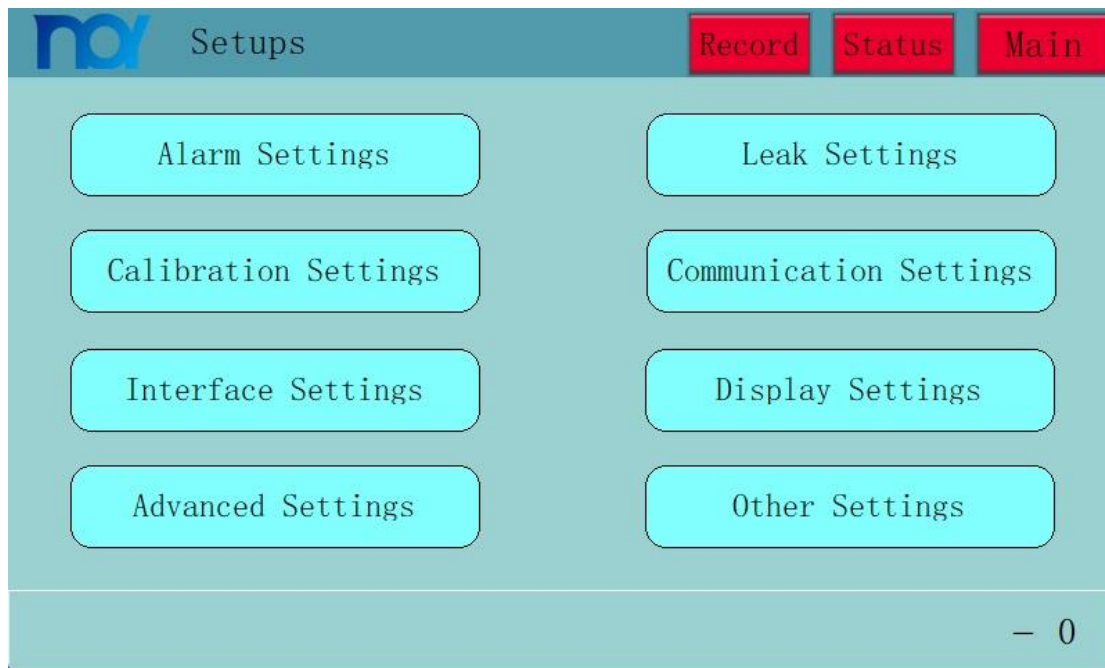 Setups Record Status Main
Alarm Settings Leak Settings
Calibration Settings Communication Settings
Interface Settings Display Settings
Advanced Settings Other Settings
- 0